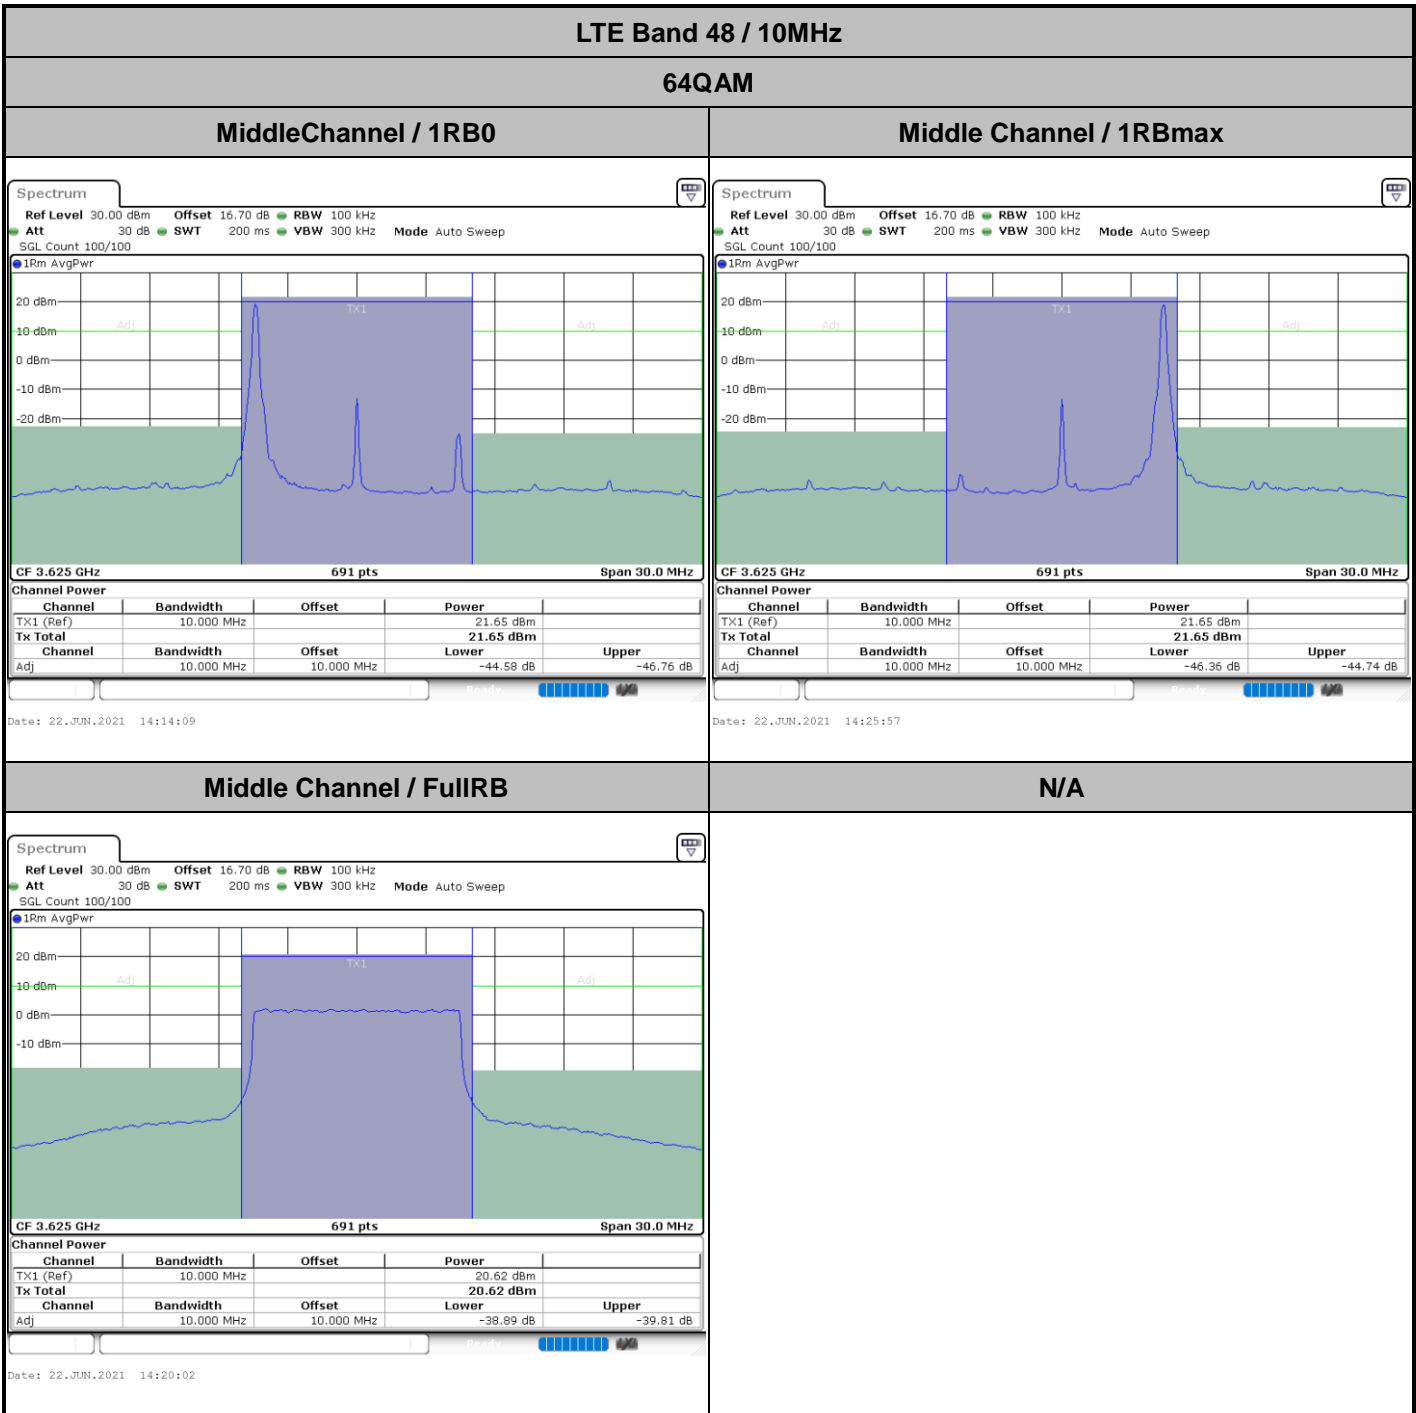 LTE Band 48 / 10MHz
64QAM
MiddleChannel / 1RB0
Middle Channel / 1RBmax
Spectrum
Ref Level 30.00 dBm Offset 16.70 dB RBW 100 kHz
Att 30 dB SWT 200 ms VBW 300 kHz Mode Auto Sweep
SGL Count 100/100
1Rm AvgPwr
TX1
Adj
Adj
20 dBm
10 dBm
0 dBm
-10 dBm
-20 dBm
CF 3.625 GHz 691 pts Span 30.0 MHz
Channel Power
Channel Bandwidth Offset Power
TX1 (Ref) 10.000 MHz 21.65 dBm
Tx Total 21.65 dBm
Channel Bandwidth Offset Lower Upper
Adj 10.000 MHz 10.000 MHz -44.58 dB -46.76 dB
Ready
Date: 22.JUN.2021 14:14:09
Spectrum
Ref Level 30.00 dBm Offset 16.70 dB RBW 100 kHz
Att 30 dB SWT 200 ms VBW 300 kHz Mode Auto Sweep
SGL Count 100/100
1Rm AvgPwr
TX1
Adj
Adj
20 dBm
10 dBm
0 dBm
-10 dBm
-20 dBm
CF 3.625 GHz 691 pts Span 30.0 MHz
Channel Power
Channel Bandwidth Offset Power
TX1 (Ref) 10.000 MHz 21.65 dBm
Tx Total 21.65 dBm
Channel Bandwidth Offset Lower Upper
Adj 10.000 MHz 10.000 MHz -46.36 dB -44.74 dB
Ready
Date: 22.JUN.2021 14:25:57
Middle Channel / FullRB
N/A
Spectrum
Ref Level 30.00 dBm Offset 16.70 dB RBW 100 kHz
Att 30 dB SWT 200 ms VBW 300 kHz Mode Auto Sweep
SGL Count 100/100
1Rm AvgPwr
TX1
Adj
Adj
20 dBm
10 dBm
0 dBm
-10 dBm
CF 3.625 GHz 691 pts Span 30.0 MHz
Channel Power
Channel Bandwidth Offset Power
TX1 (Ref) 10.000 MHz 20.62 dBm
Tx Total 20.62 dBm
Channel Bandwidth Offset Lower Upper
Adj 10.000 MHz 10.000 MHz -38.89 dB -39.81 dB
Ready
Date: 22.JUN.2021 14:20:02